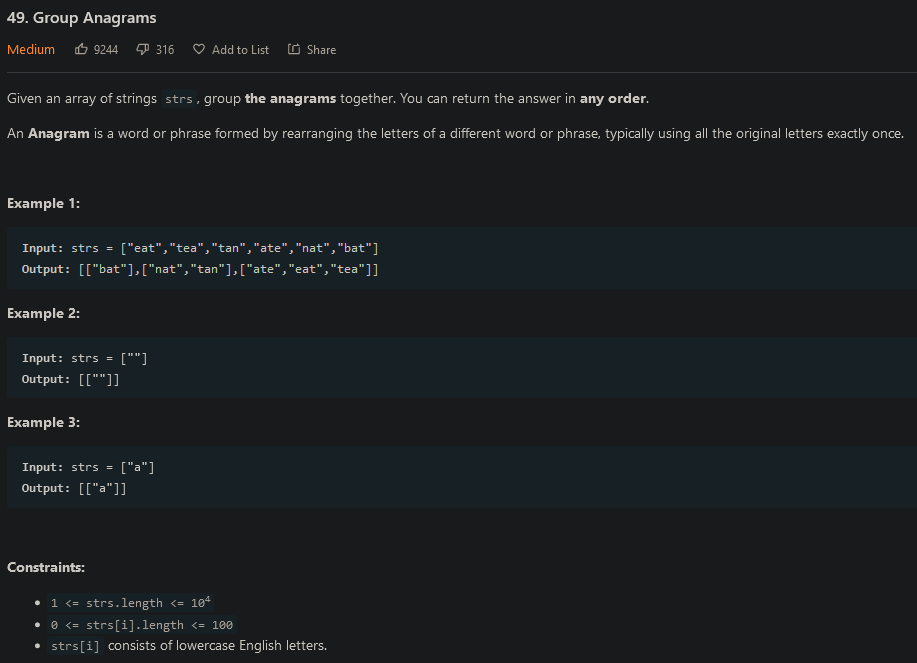 49. Group Anagrams
Medium 9244 316 Add to List Share
Given an array of strings strs, group the anagrams together. You can return the answer in any order.
An Anagram is a word or phrase formed by rearranging the letters of a different word or phrase, typically using all the original letters exactly once.
Example 1:
Input: strs = ["eat","tea","tan","ate","nat","bat"]
Output: [["bat"],["nat","tan"],["ate","eat","tea"]]
Example 2:
Input: strs = [""]
Output: [[""]]
Example 3:
Input: strs = ["a"]
Output: [["a"]]
Constraints:
• 1 <= strs.length <= 10⁴
• 0 <= strs[i].length <= 100
• strs[i] consists of lowercase English letters.